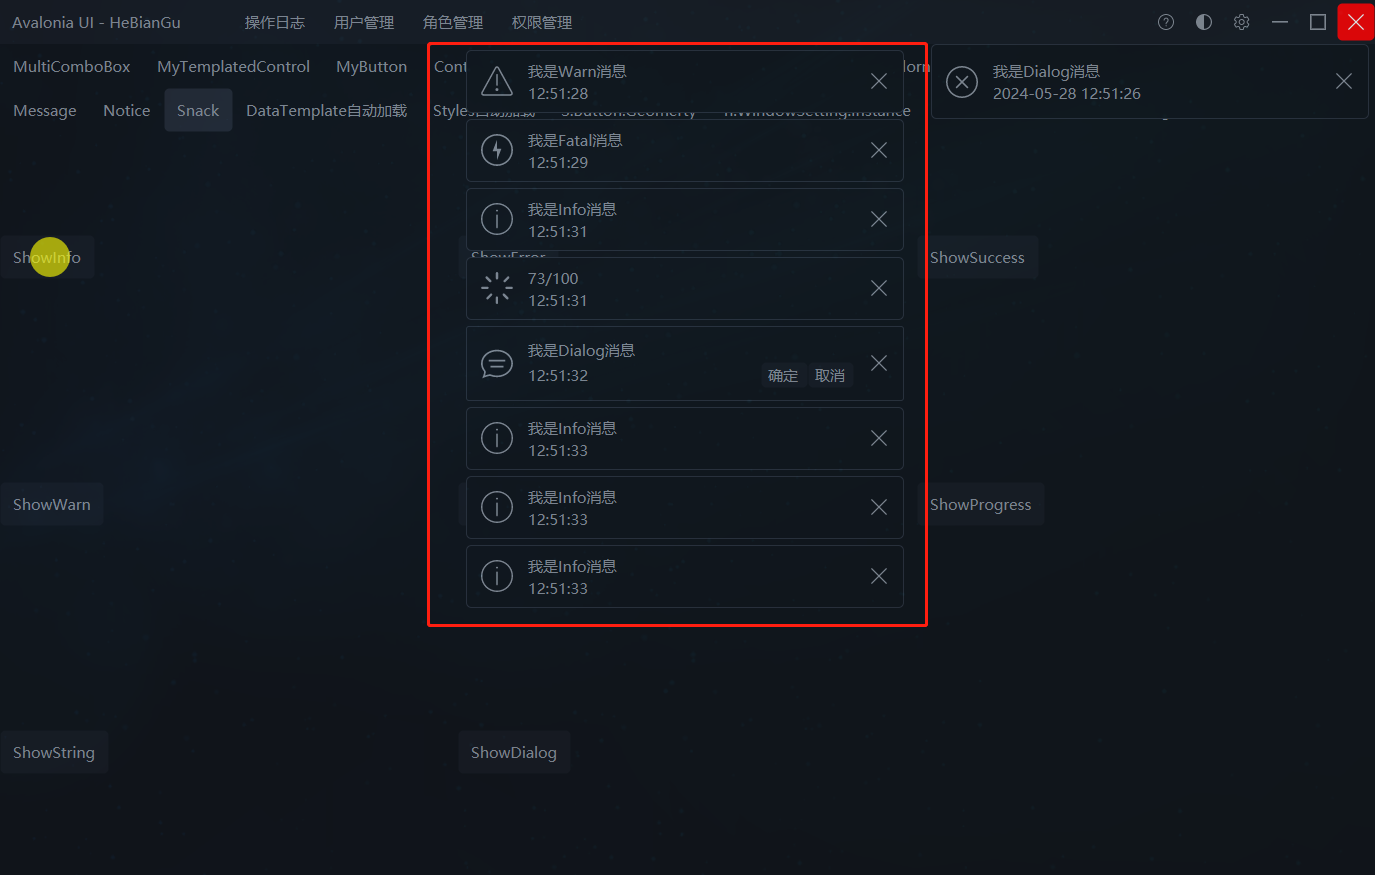 Avalonia UI - HeBianGu 操作日志 用户管理 角色管理 权限管理
MultiComboBox MyTemplatedControl MyButton Cont
Message Notice Snack DataTemplate自动加载
我是Warn消息
12:51:28
我是Fatal消息
12:51:29
我是Info消息
12:51:31
73/100
12:51:31
我是Dialog消息
12:51:32
确定 取消
我是Info消息
12:51:33
我是Info消息
12:51:33
我是Info消息
12:51:33
我是Dialog消息
2024-05-28 12:51:26
ShowInfo ShowError ShowSuccess
ShowWarn ShowProgress
ShowString ShowDialog